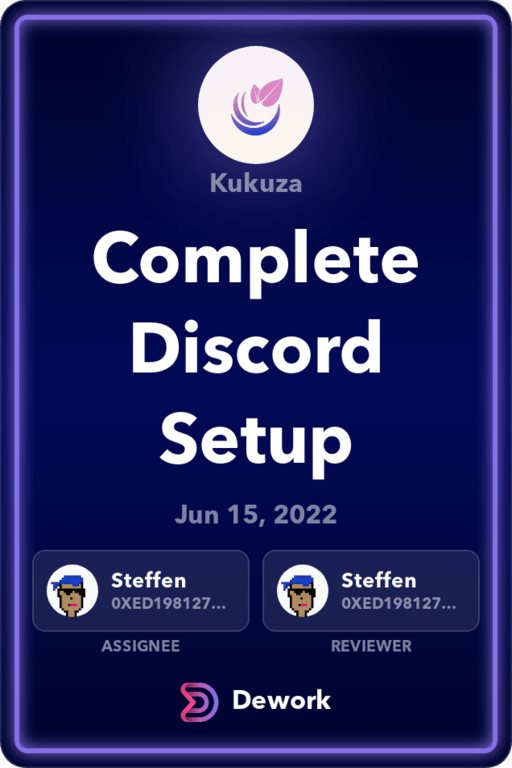 Kukuza
Complete
Discord
Setup
Jun 15, 2022
Steffen
0XED198127...
ASSIGNEE
Steffen
0XED198127...
REVIEWER
Dework